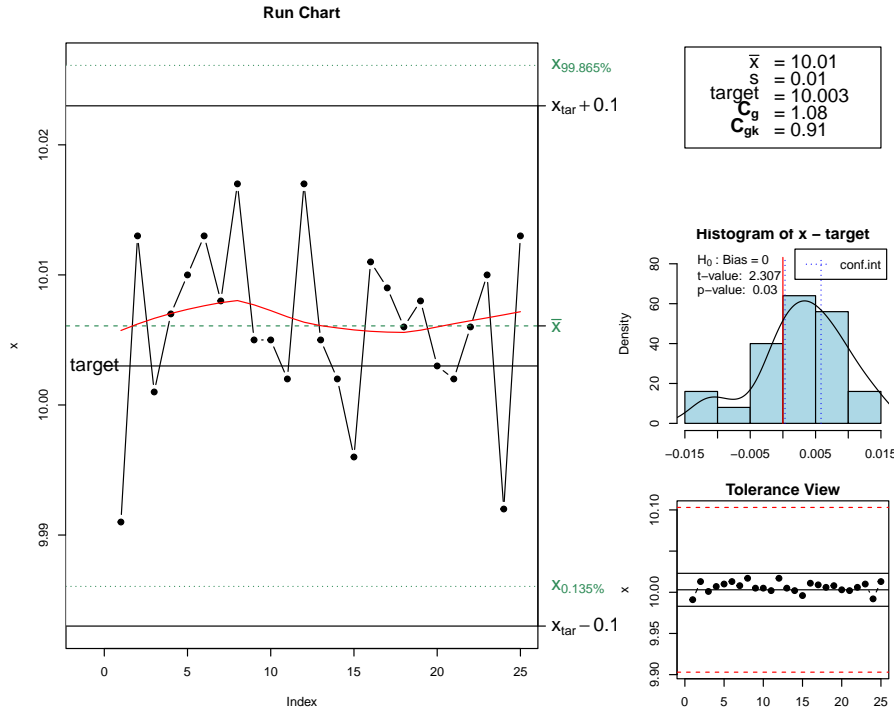 Run Chart
x
Index
9.99
10.00
10.01
10.02
0
5
10
15
20
25
target
x99.865%
xtar+0.1
x̄
x0.135%
xtar−0.1
x̄ = 10.01
s = 0.01
target = 10.003
Cg = 1.08
Cgk = 0.91
Histogram of x − target
H0 : Bias = 0
t-value: 2.307
p-value: 0.03
conf.int
Density
0
20
40
60
80
−0.015
−0.005
0.005
0.015
Tolerance View
x
9.90
9.95
10.00
10.10
0
5
10
15
20
25